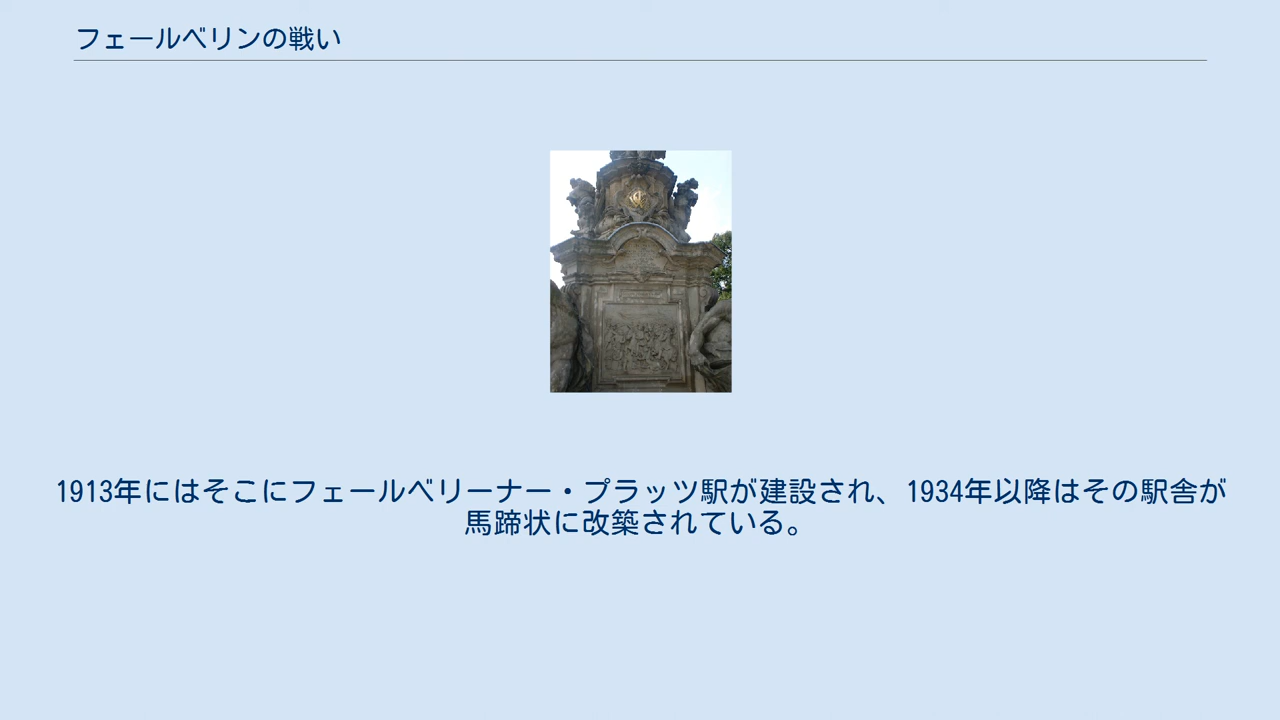 フェールベリンの戦い
1913年にはそこにフェールベリーナー・プラッツ駅が建設され、1934年以降はその駅舎が
馬蹄状に改築されている。